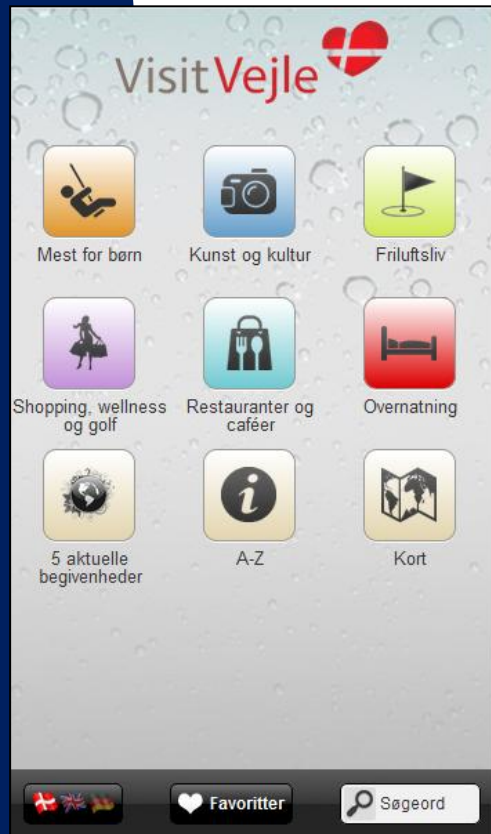 VisitVejle
Mest for børn
Kunst og kultur
Friluftsliv
Shopping, wellness
og golf
Restauranter og
caféer
Overnatning
5 aktuelle
begivenheder
A-Z
Kort
Favoritter
Søgeord